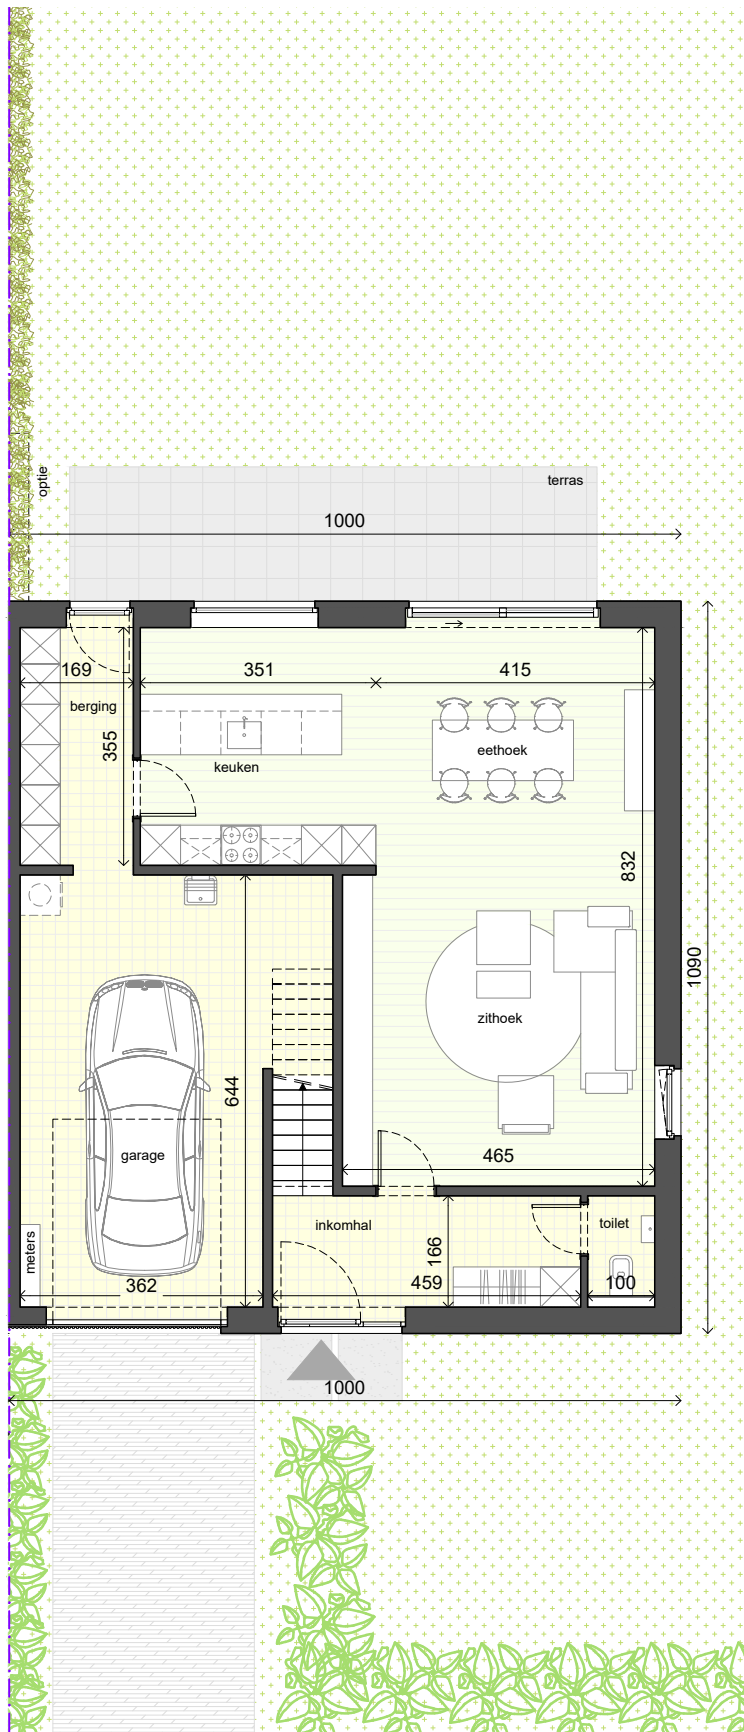 optie
terras
1000
169
351
415
berging
355
keuken
eethoek
832
1090
zithoek
644
garage
465
inkomhal
toilet
166
meters
362
459
100
1000